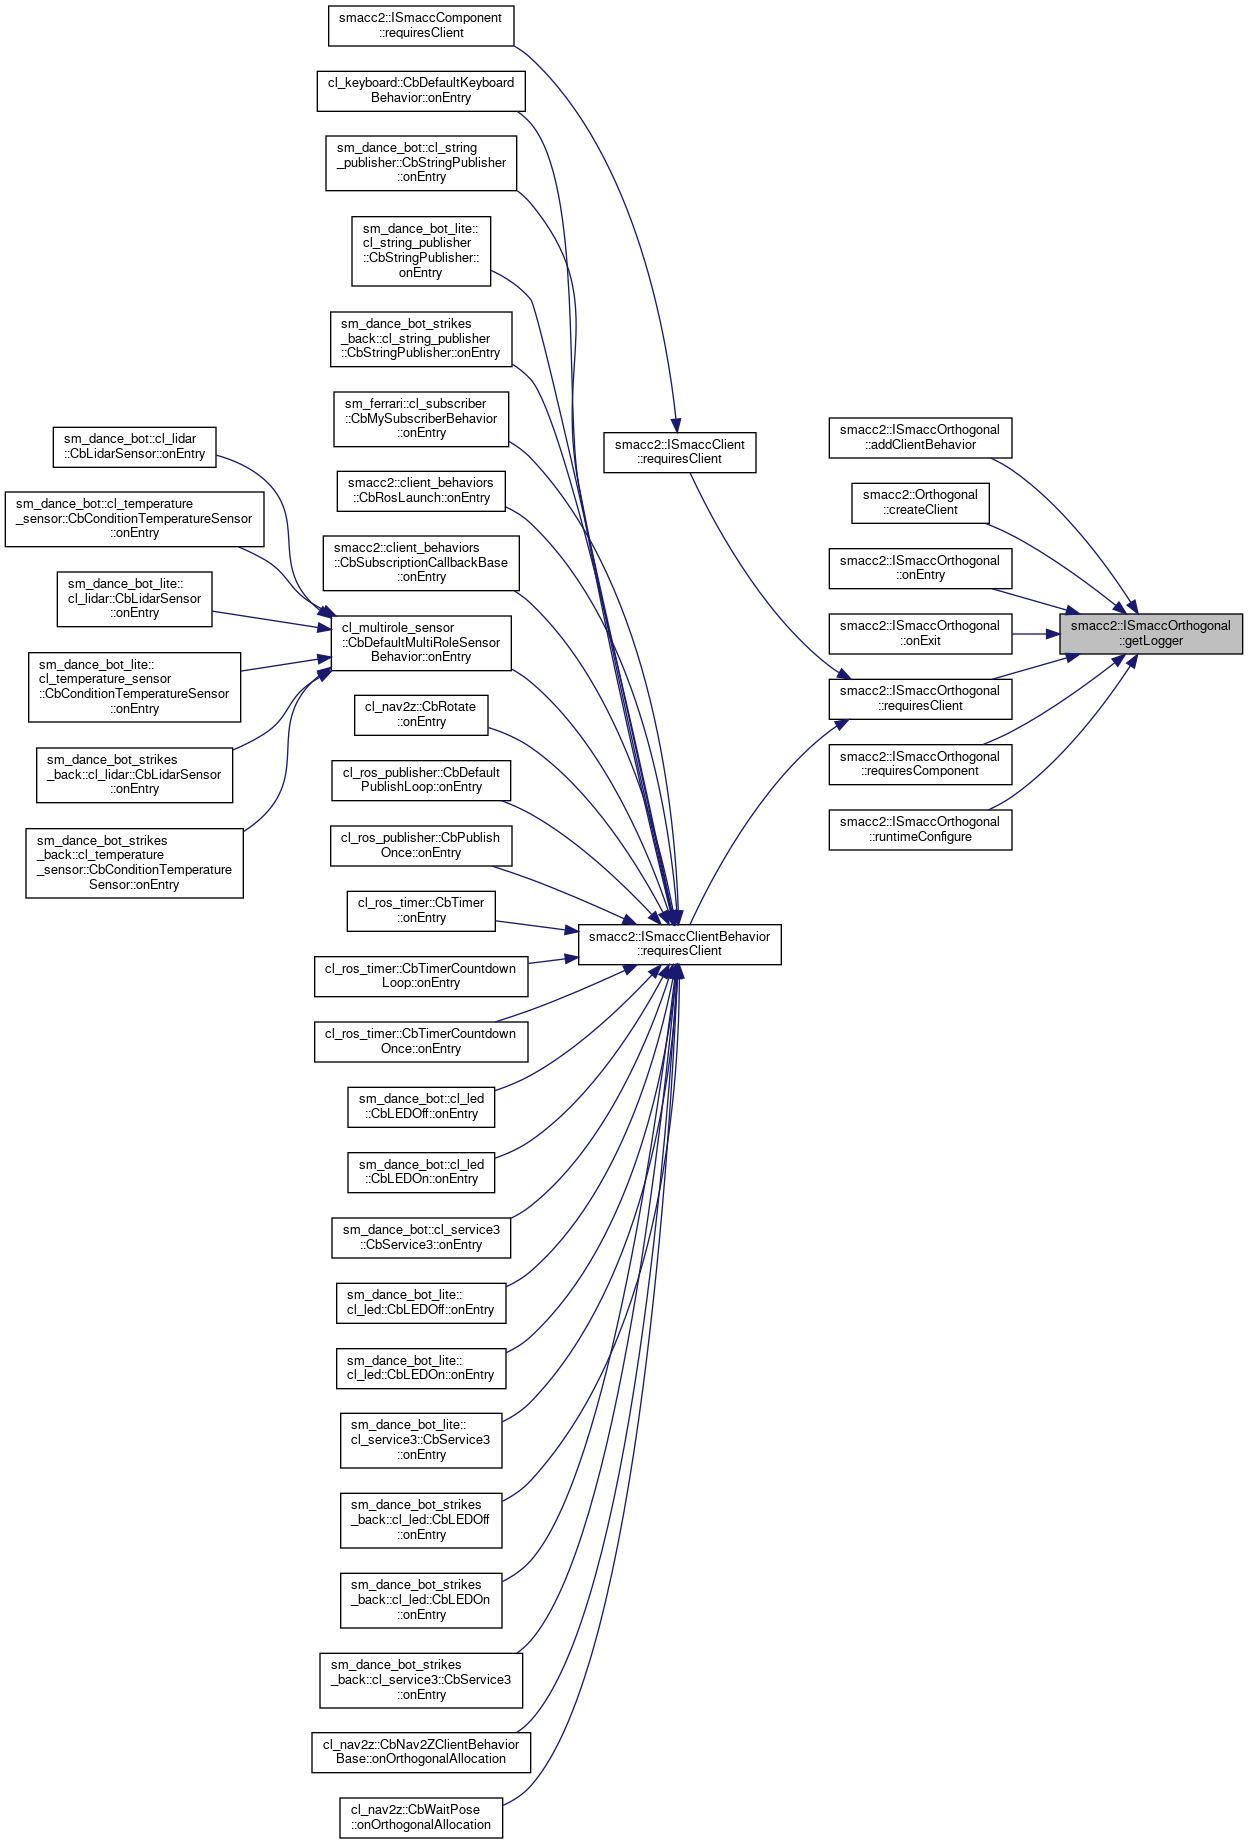 smacc2::ISmaccComponent
::requiresClient
cl_keyboard::CbDefaultKeyboard
Behavior::onEntry
sm_dance_bot::cl_string
_publisher::CbStringPublisher
::onEntry
sm_dance_bot_lite::
cl_string_publisher
::CbStringPublisher::
onEntry
sm_dance_bot_strikes
_back::cl_string_publisher
::CbStringPublisher::onEntry
sm_ferrari::cl_subscriber
::CbMySubscriberBehavior
::onEntry
smacc2::client_behaviors
::CbRosLaunch::onEntry
smacc2::client_behaviors
::CbSubscriptionCallbackBase
::onEntry
cl_multirole_sensor
::CbDefaultMultiRoleSensor
Behavior::onEntry
sm_dance_bot::cl_lidar
::CbLidarSensor::onEntry
sm_dance_bot::cl_temperature
_sensor::CbConditionTemperatureSensor
::onEntry
sm_dance_bot_lite::
cl_lidar::CbLidarSensor
::onEntry
sm_dance_bot_lite::
cl_temperature_sensor
::CbConditionTemperatureSensor
::onEntry
sm_dance_bot_strikes
_back::cl_lidar::CbLidarSensor
::onEntry
sm_dance_bot_strikes
_back::cl_temperature
_sensor::CbConditionTemperature
Sensor::onEntry
cl_nav2z::CbRotate
::onEntry
cl_ros_publisher::CbDefault
PublishLoop::onEntry
cl_ros_publisher::CbPublish
Once::onEntry
cl_ros_timer::CbTimer
::onEntry
cl_ros_timer::CbTimerCountdown
Loop::onEntry
cl_ros_timer::CbTimerCountdown
Once::onEntry
sm_dance_bot::cl_led
::CbLEDOff::onEntry
sm_dance_bot::cl_led
::CbLEDOn::onEntry
sm_dance_bot::cl_service3
::CbService3::onEntry
sm_dance_bot_lite::
cl_led::CbLEDOff::onEntry
sm_dance_bot_lite::
cl_led::CbLEDOn::onEntry
sm_dance_bot_lite::
cl_service3::CbService3
::onEntry
sm_dance_bot_strikes
_back::cl_led::CbLEDOff
::onEntry
sm_dance_bot_strikes
_back::cl_led::CbLEDOn
::onEntry
sm_dance_bot_strikes
_back::cl_service3::CbService3
::onEntry
cl_nav2z::CbNav2ZClientBehavior
Base::onOrthogonalAllocation
cl_nav2z::CbWaitPose
::onOrthogonalAllocation
smacc2::ISmaccClient
::requiresClient
smacc2::ISmaccClientBehavior
::requiresClient
smacc2::ISmaccOrthogonal
::addClientBehavior
smacc2::Orthogonal
::createClient
smacc2::ISmaccOrthogonal
::onEntry
smacc2::ISmaccOrthogonal
::onExit
smacc2::ISmaccOrthogonal
::requiresClient
smacc2::ISmaccOrthogonal
::requiresComponent
smacc2::ISmaccOrthogonal
::runtimeConfigure
smacc2::ISmaccOrthogonal
::getLogger